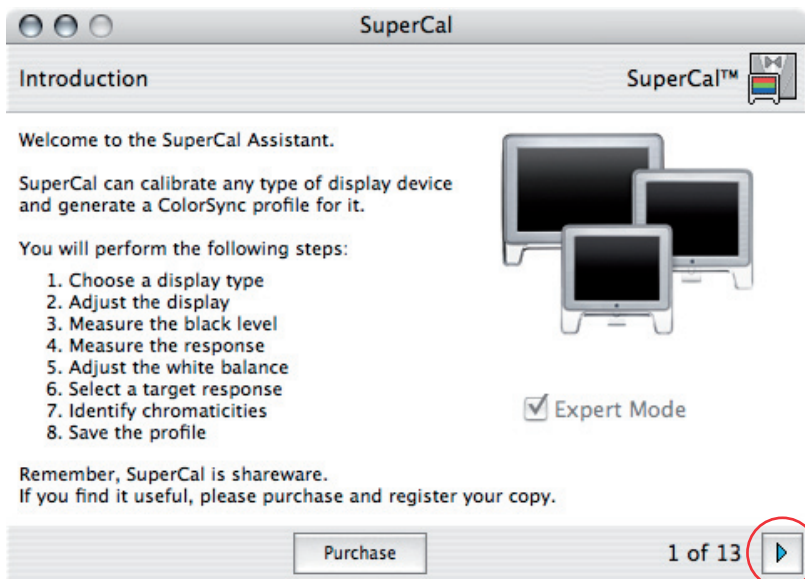 SuperCal
Introduction
SuperCal™
Welcome to the SuperCal Assistant.
SuperCal can calibrate any type of display device
and generate a ColorSync profile for it.
You will perform the following steps:
1. Choose a display type
2. Adjust the display
3. Measure the black level
4. Measure the response
5. Adjust the white balance
6. Select a target response
7. Identify chromaticities
8. Save the profile
Expert Mode
Remember, SuperCal is shareware.
If you find it useful, please purchase and register your copy.
Purchase
1 of 13